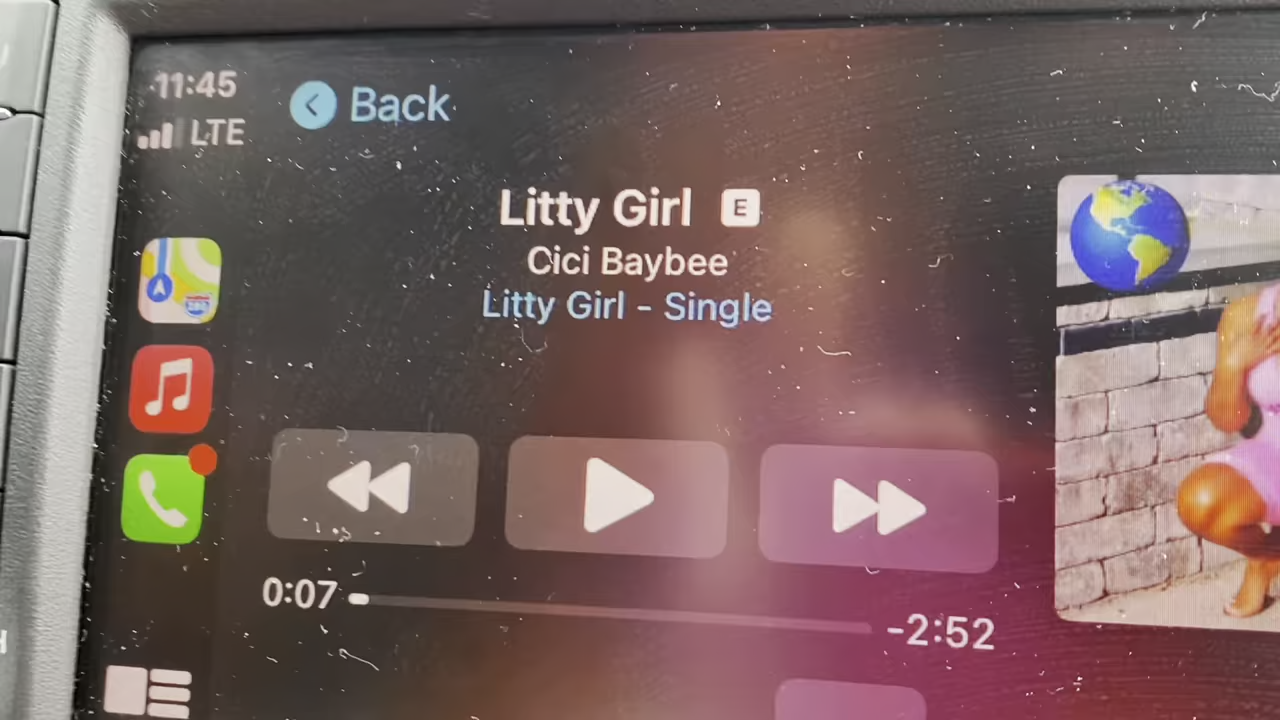 11:45
LTE
Back
Litty Girl E
Cici Baybee
Litty Girl - Single
0:07
-2:52